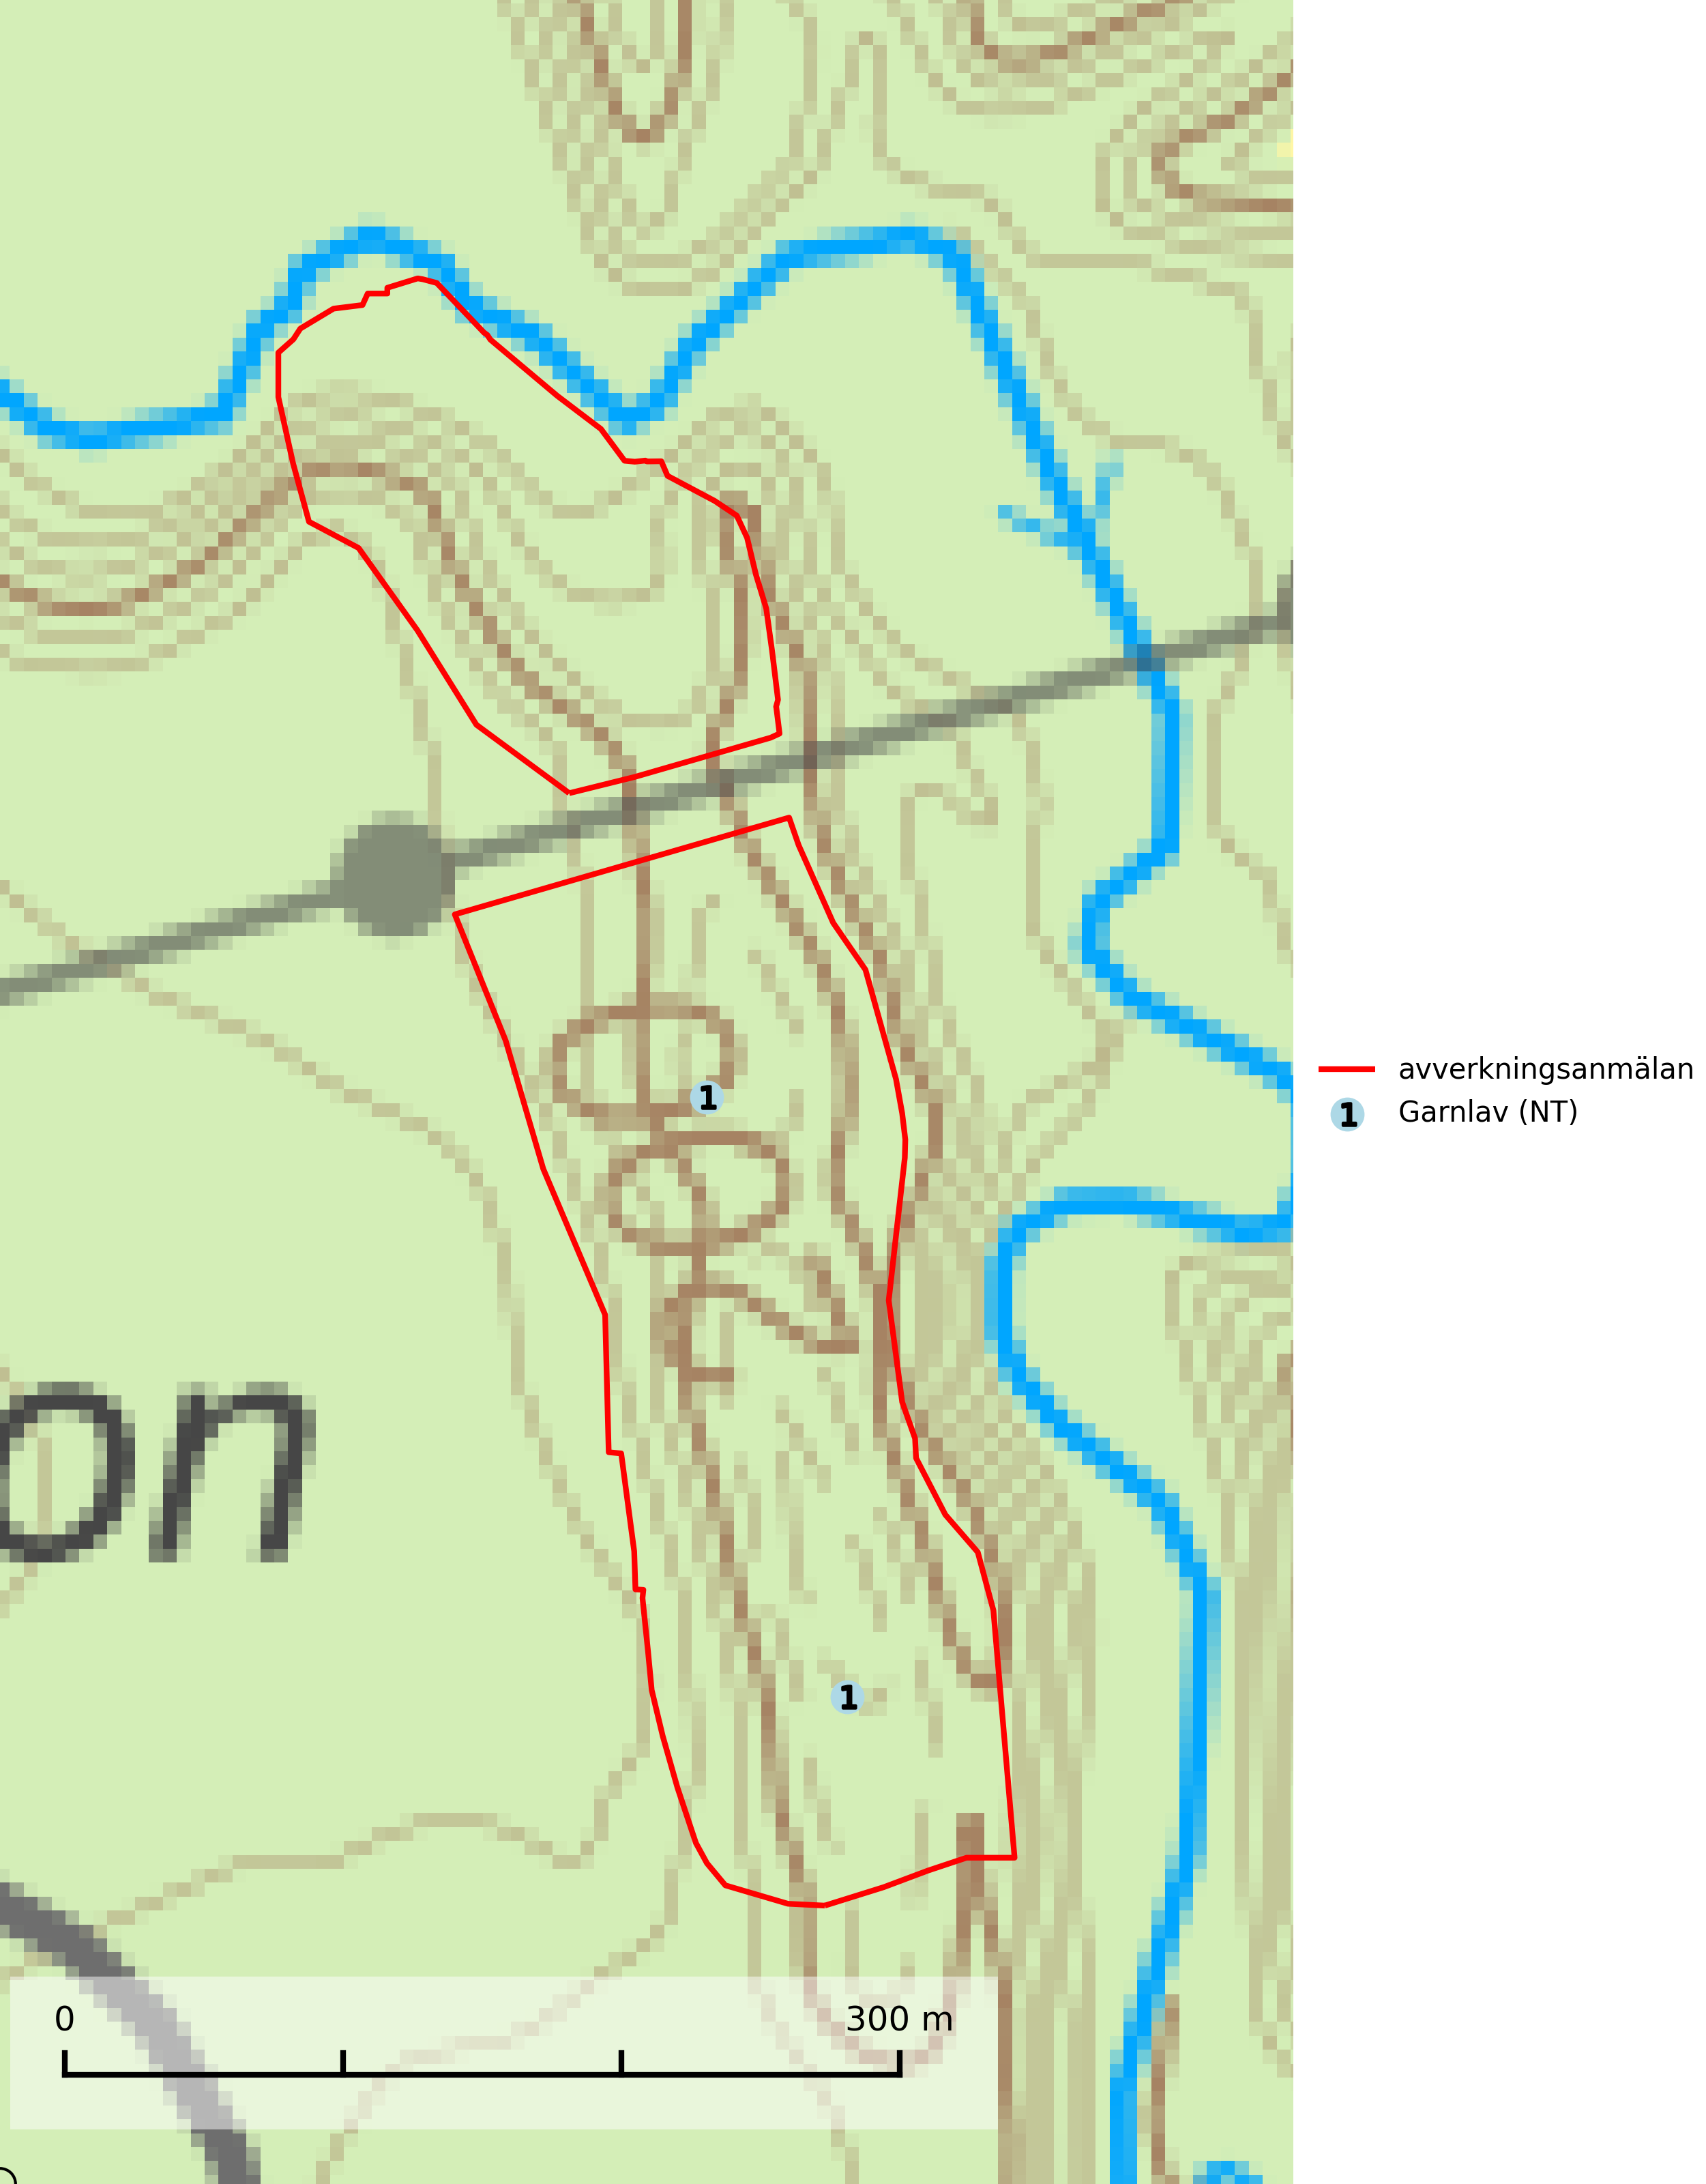 avverkningsanmälan
1 Garnlav (NT)
1
1
on
0 300 m